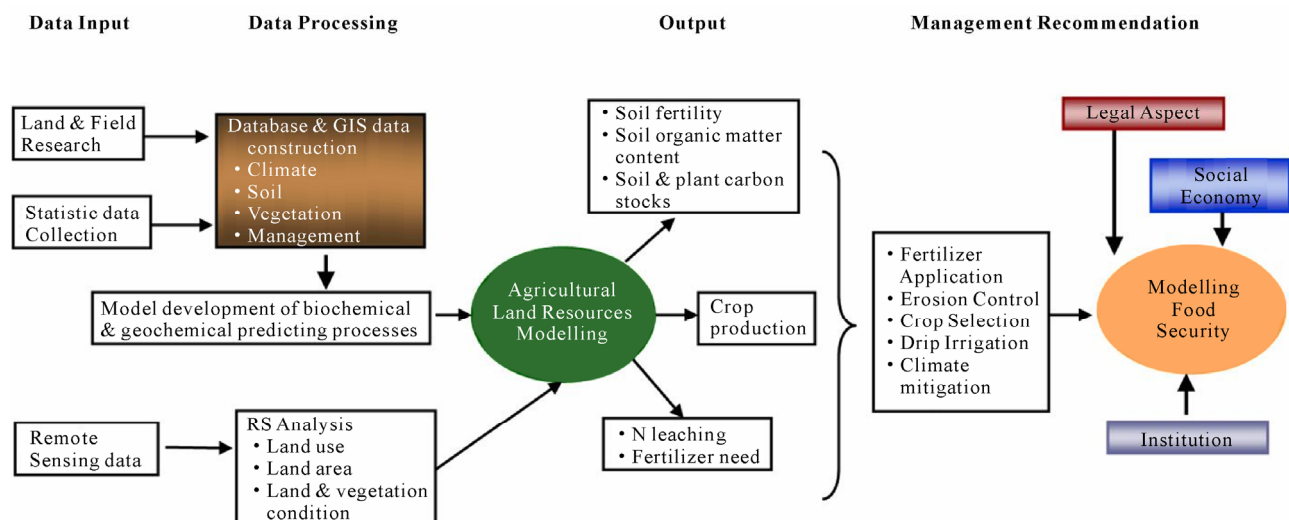 Data Input
Data Processing
Output
Management Recommendation
Land & Field
Research
Statistic data
Collection
Remote
Sensing data
Database & GIS data
construction
• Climate
• Soil
• Vegetation
• Management
Model development of biochemical
& geochemical predicting processes
RS Analysis
• Land use
• Land area
• Land & vegetation
condition
Agricultural
Land Resources
Modelling
• Soil fertility
• Soil organic matter
content
• Soil & plant carbon
stocks
Crop
production
• N leaching
• Fertilizer need
• Fertilizer
Application
• Erosion Control
• Crop Selection
• Drip Irrigation
• Climate
mitigation
Legal Aspect
Social
Economy
Modelling
Food
Security
Institution